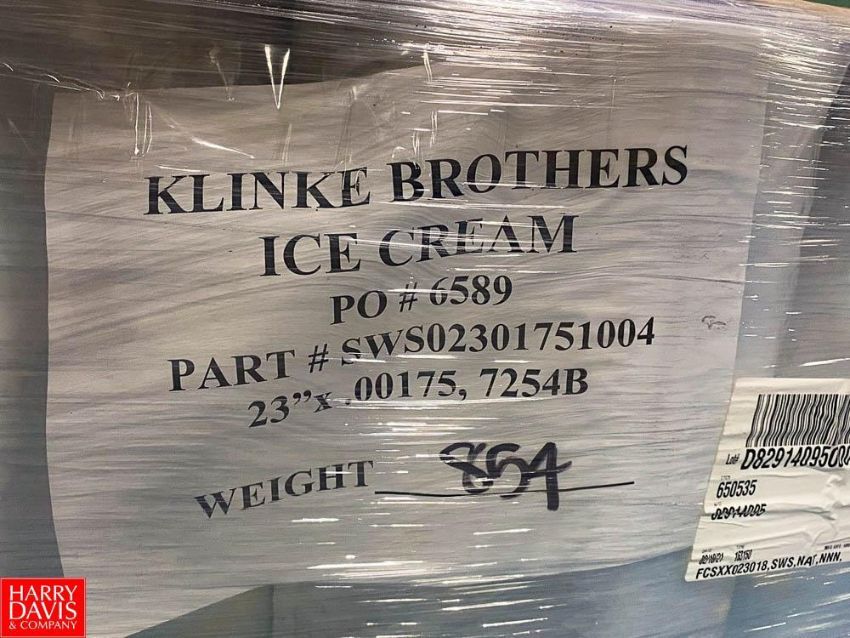 KLINKE BROTHERS
ICE CREAM
PO # 6589
PART # SWS02301751004
23”x .00175, 7254B
WEIGHT 854
Lot#
650535
FCSXX023018,SWS,NAT,NNN,
HARRY
DAVIS
& COMPANY